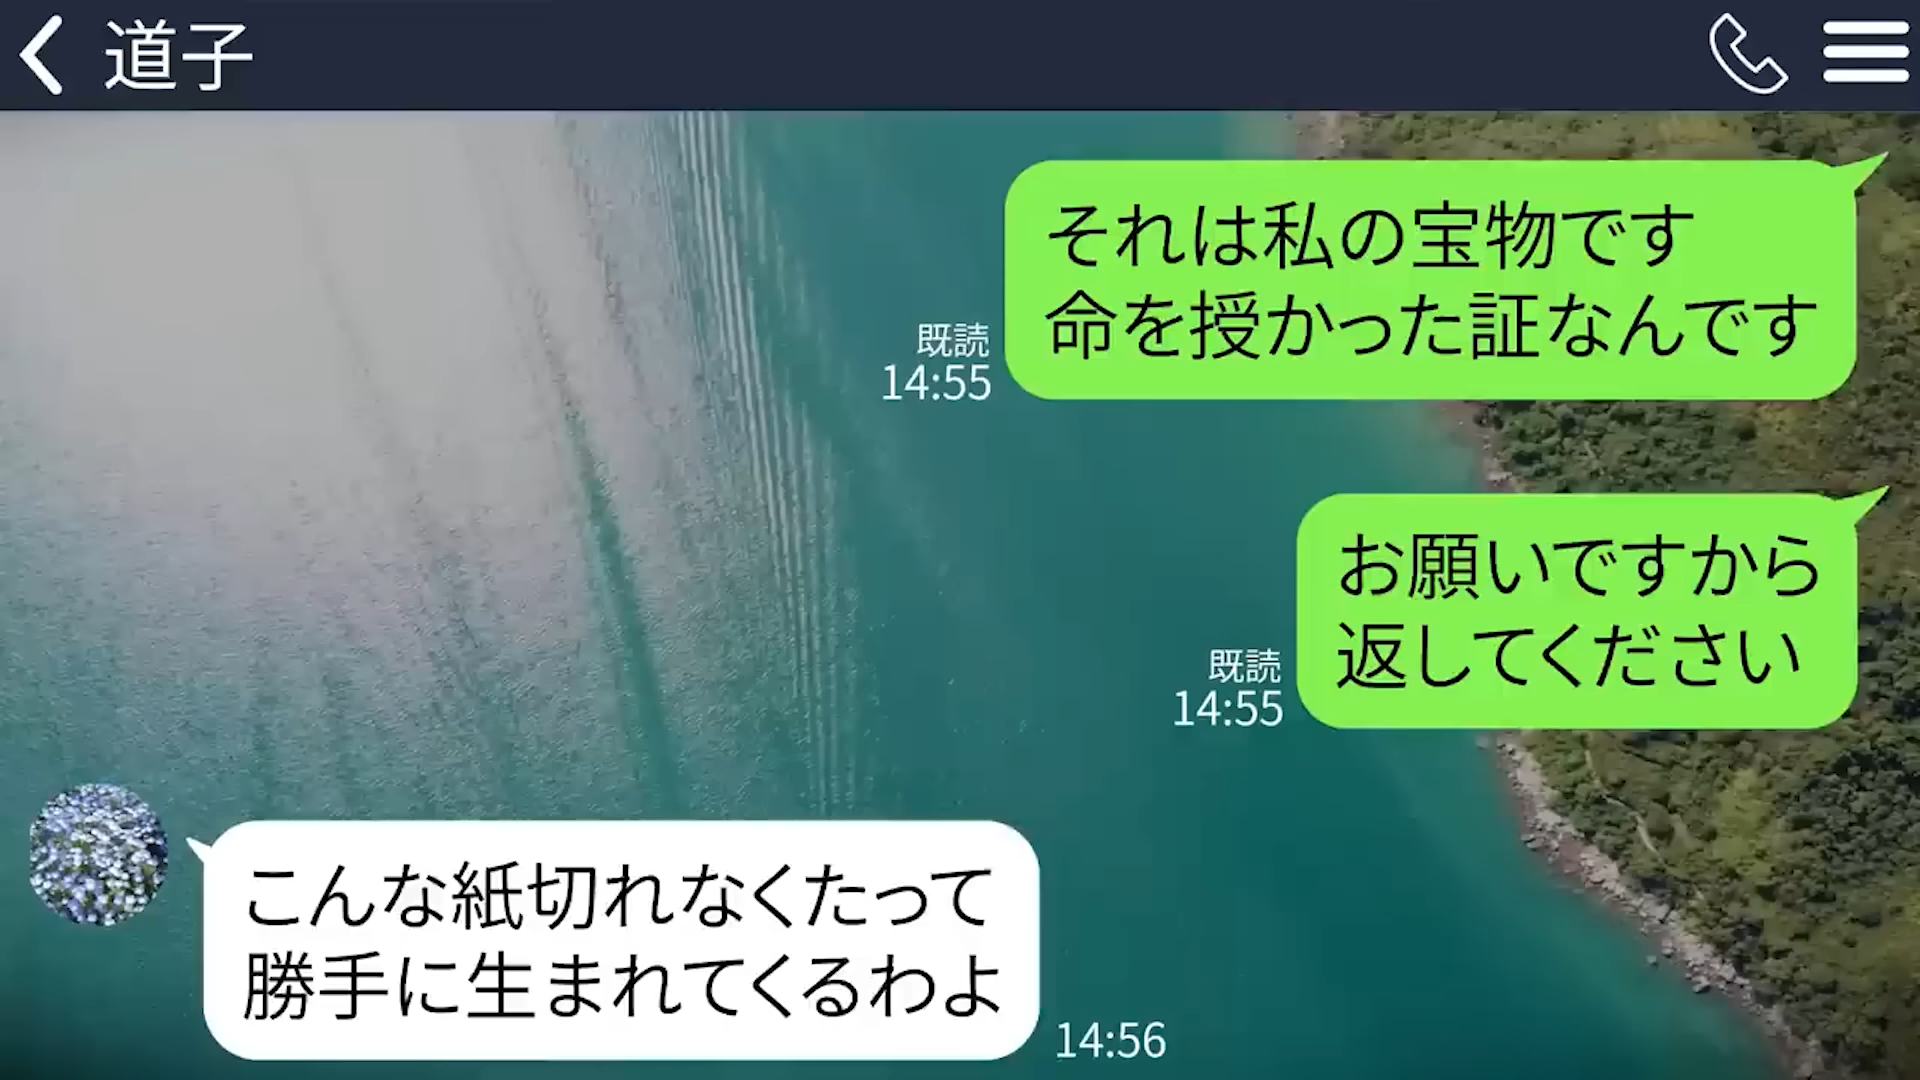 道子
それは私の宝物です
命を授かった証なんです
既読
14:55
お願いですから
返してください
既読
14:55
こんな紙切れなくたって
勝手に生まれてくるわよ
14:56